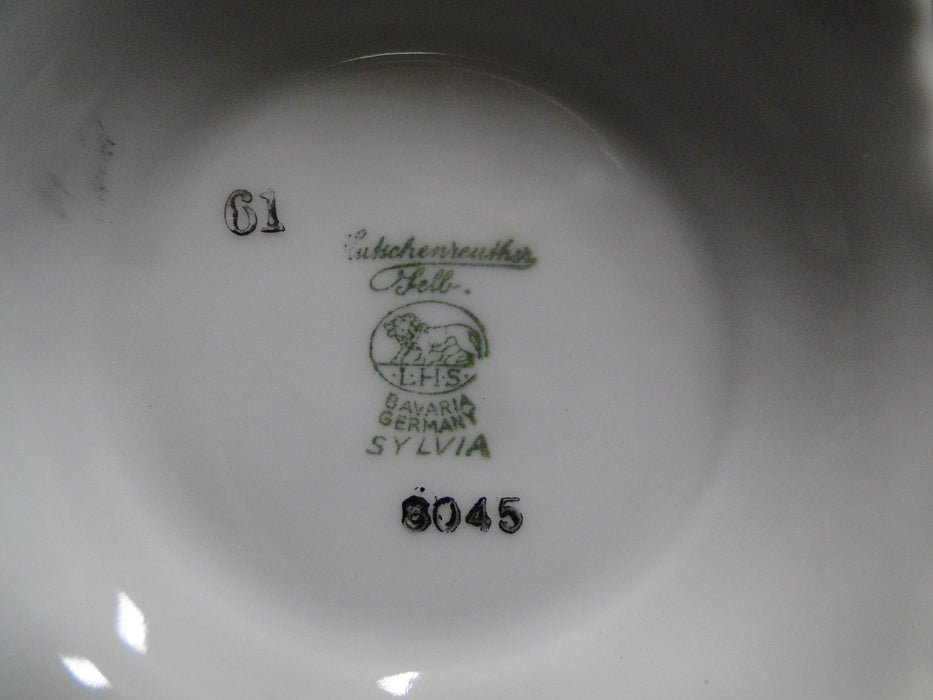 61
Hutschenreuther
Selb.
·L·H·S·
BAVARIA
GERMANY
SYLVIA
8045